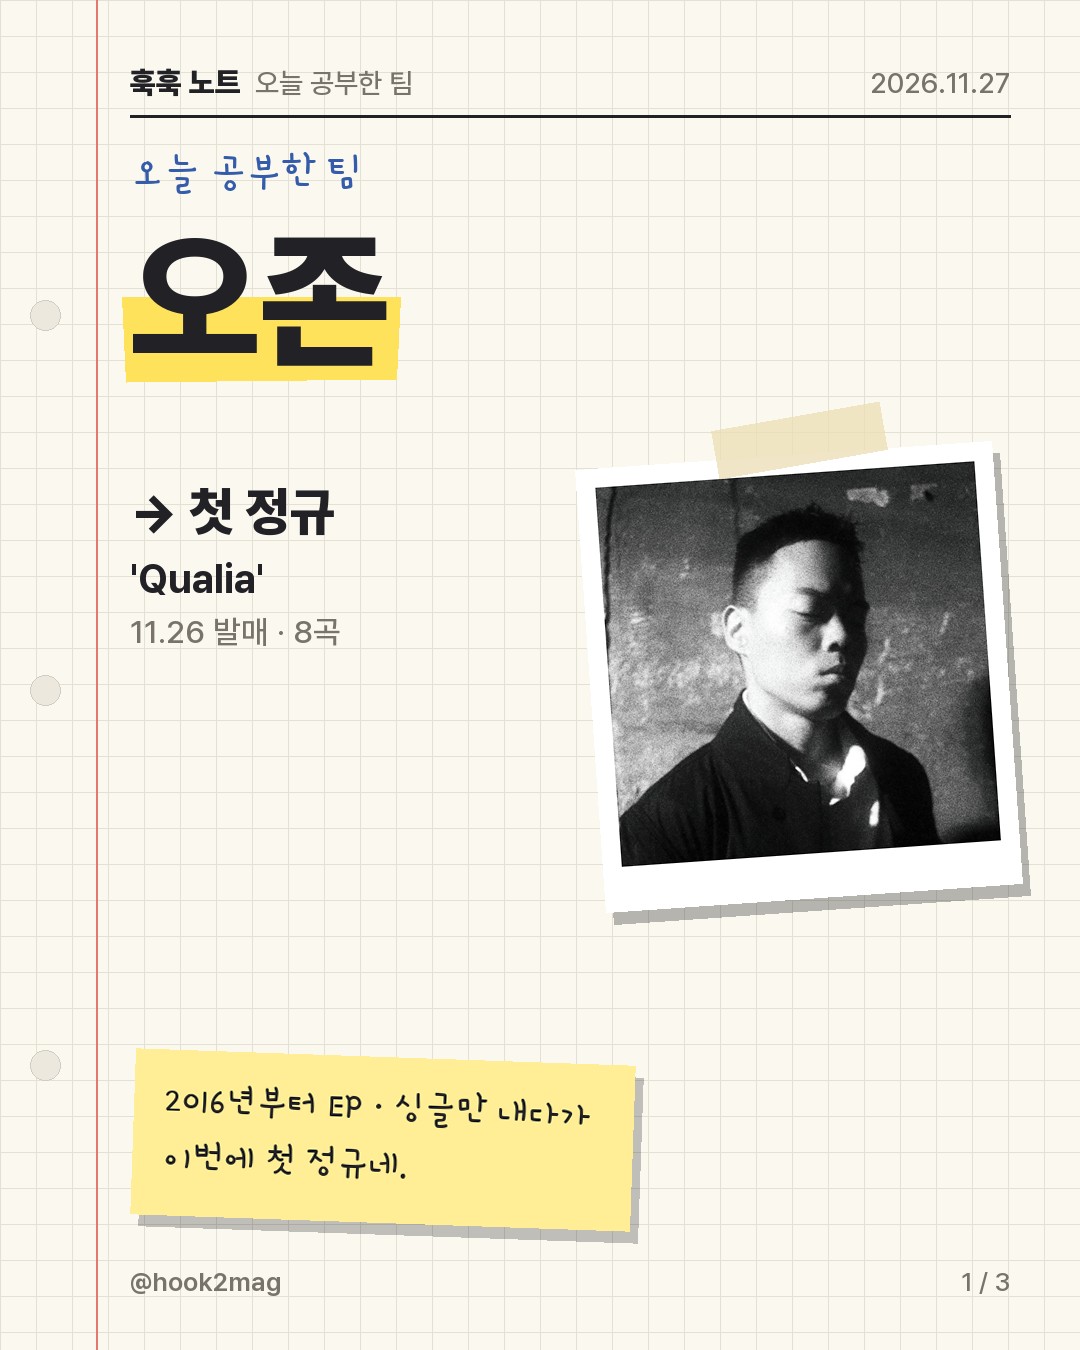 훅훅 노트 오늘 공부한 팀 2026.11.27
오늘 공부한 팀
오존
→ 첫 정규
'Qualia'
11.26 발매 · 8곡
2016년부터 EP · 싱글만 내다가
이번에 첫 정규네.
@hook2mag 1 / 3